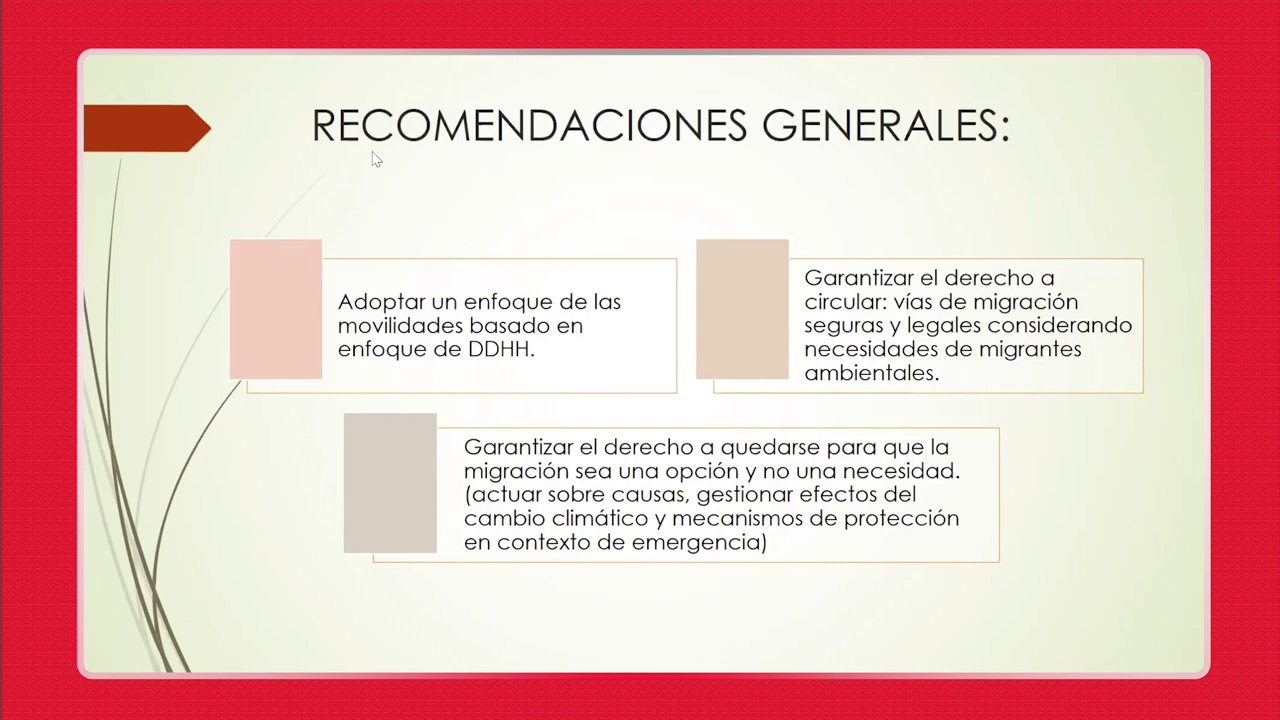 RECOMENDACIONES GENERALES:
Adoptar un enfoque de las
movilidades basado en
enfoque de DDHH.
Garantizar el derecho a
circular: vías de migración
seguras y legales considerando
necesidades de migrantes
ambientales.
Garantizar el derecho a quedarse para que la
migración sea una opción y no una necesidad.
(actuar sobre causas, gestionar efectos del
cambio climático y mecanismos de protección
en contexto de emergencia)